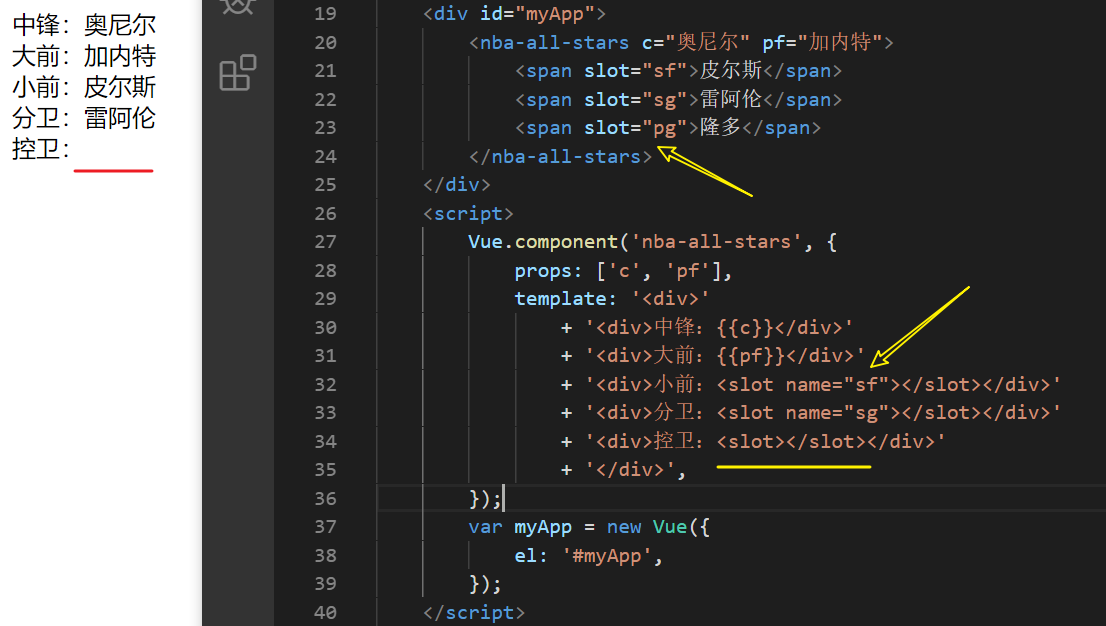 中锋：奥尼尔
大前：加内特
小前：皮尔斯
分卫：雷阿伦
控卫：
19 <div id="myApp">
20 <nba-all-stars c="奥尼尔" pf="加内特">
21 <span slot="sf">皮尔斯</span>
22 <span slot="sg">雷阿伦</span>
23 <span slot="pg">隆多</span>
24 </nba-all-stars>
25 </div>
26 <script>
27 Vue.component('nba-all-stars', {
28 props: ['c', 'pf'],
29 template: '<div>'
30 + '<div>中锋：{{c}}</div>'
31 + '<div>大前：{{pf}}</div>'
32 + '<div>小前：<slot name="sf"></slot></div>'
33 + '<div>分卫：<slot name="sg"></slot></div>'
34 + '<div>控卫：<slot></slot></div>'
35 + '</div>',
36 });
37 var myApp = new Vue({
38 el: '#myApp',
39 });
40 </script>